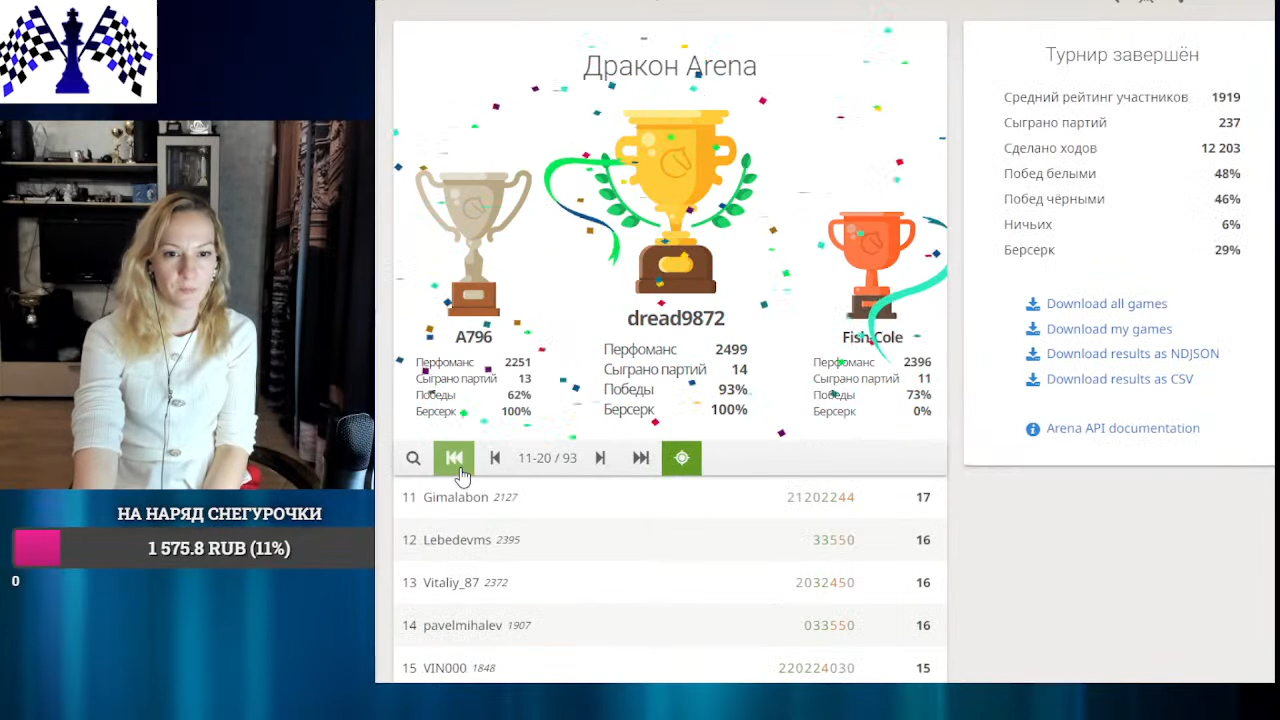 Дракон Arena
A796
Перфоманс 2251
Сыграно партий 13
Победы 62%
Берсерк 100%
dread9872
Перфоманс 2499
Сыграно партий 14
Победы 93%
Берсерк 100%
Fish_Cole
Перфоманс 2396
Сыграно партий 11
Победы 73%
Берсерк 0%
11-20 / 93
11 Gimalabon 2127 21202244 17
12 Lebedevms 2395 33550 16
13 Vitaliy_87 2372 2032450 16
14 pavelmihalev 1907 033550 16
15 VIN000 1848 220224030 15
Турнир завершён
Средний рейтинг участников 1919
Сыграно партий 237
Сделано ходов 12 203
Побед белыми 48%
Побед чёрными 46%
Ничьих 6%
Берсерк 29%
Download all games
Download my games
Download results as NDJSON
Download results as CSV
Arena API documentation
НА НАРЯД СНЕГУРОЧКИ
1 575.8 RUB (11%)
0